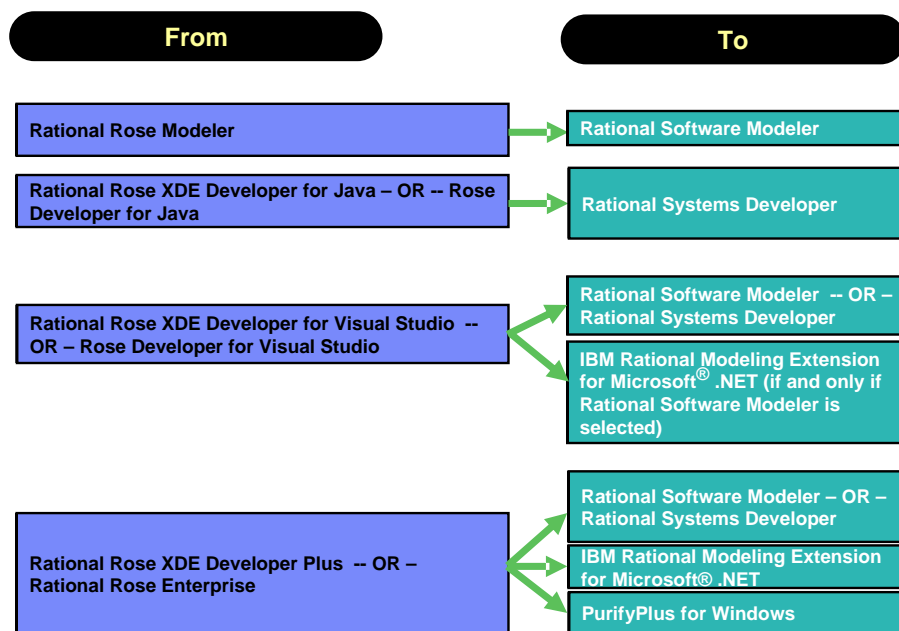 From
To
Rational Rose Modeler
Rational Software Modeler
Rational Rose XDE Developer for Java – OR -- Rose
Developer for Java
Rational Systems Developer
Rational Rose XDE Developer for Visual Studio --
OR – Rose Developer for Visual Studio
Rational Software Modeler -- OR –
Rational Systems Developer
IBM Rational Modeling Extension
for Microsoft® .NET (if and only if
Rational Software Modeler is
selected)
Rational Rose XDE Developer Plus -- OR –
Rational Rose Enterprise
Rational Software Modeler – OR –
Rational Systems Developer
IBM Rational Modeling Extension
for Microsoft® .NET
PurifyPlus for Windows